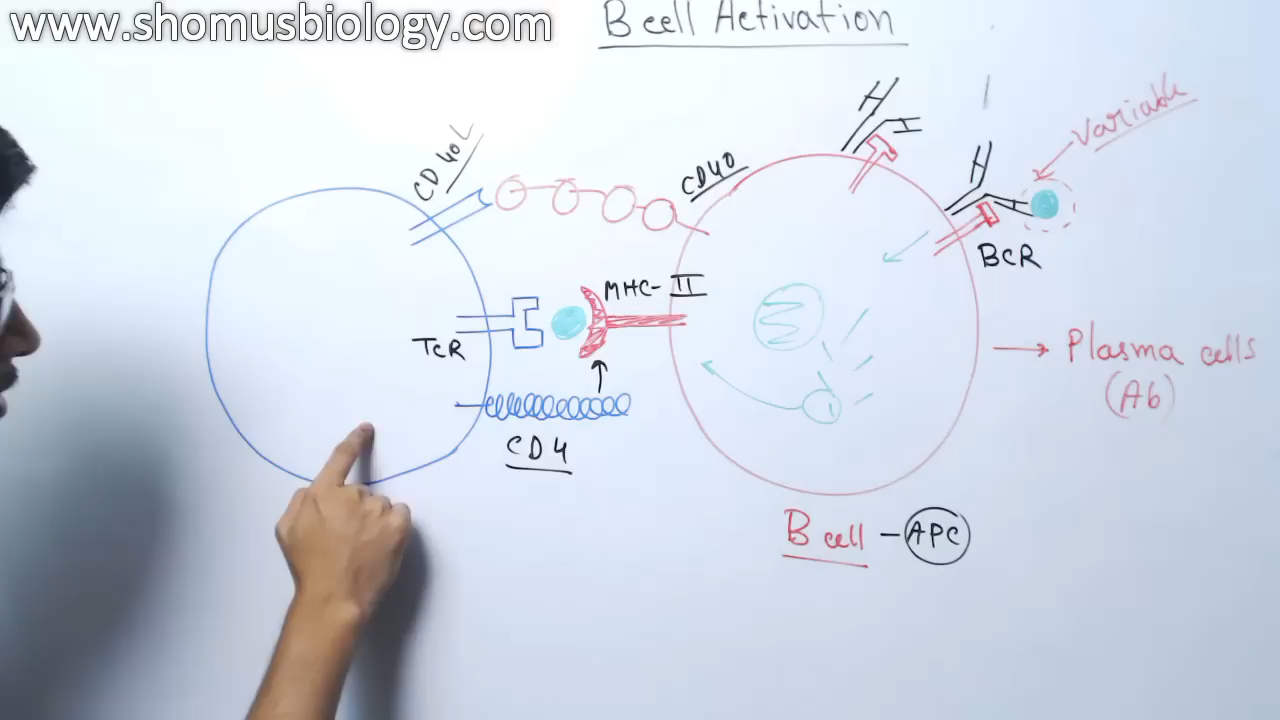 www.shomusbiology.com
B cell Activation
Variable
CD40L
CD40
BCR
MHC-II
TCR
Plasma cells
(Ab)
CD4
B cell - APC